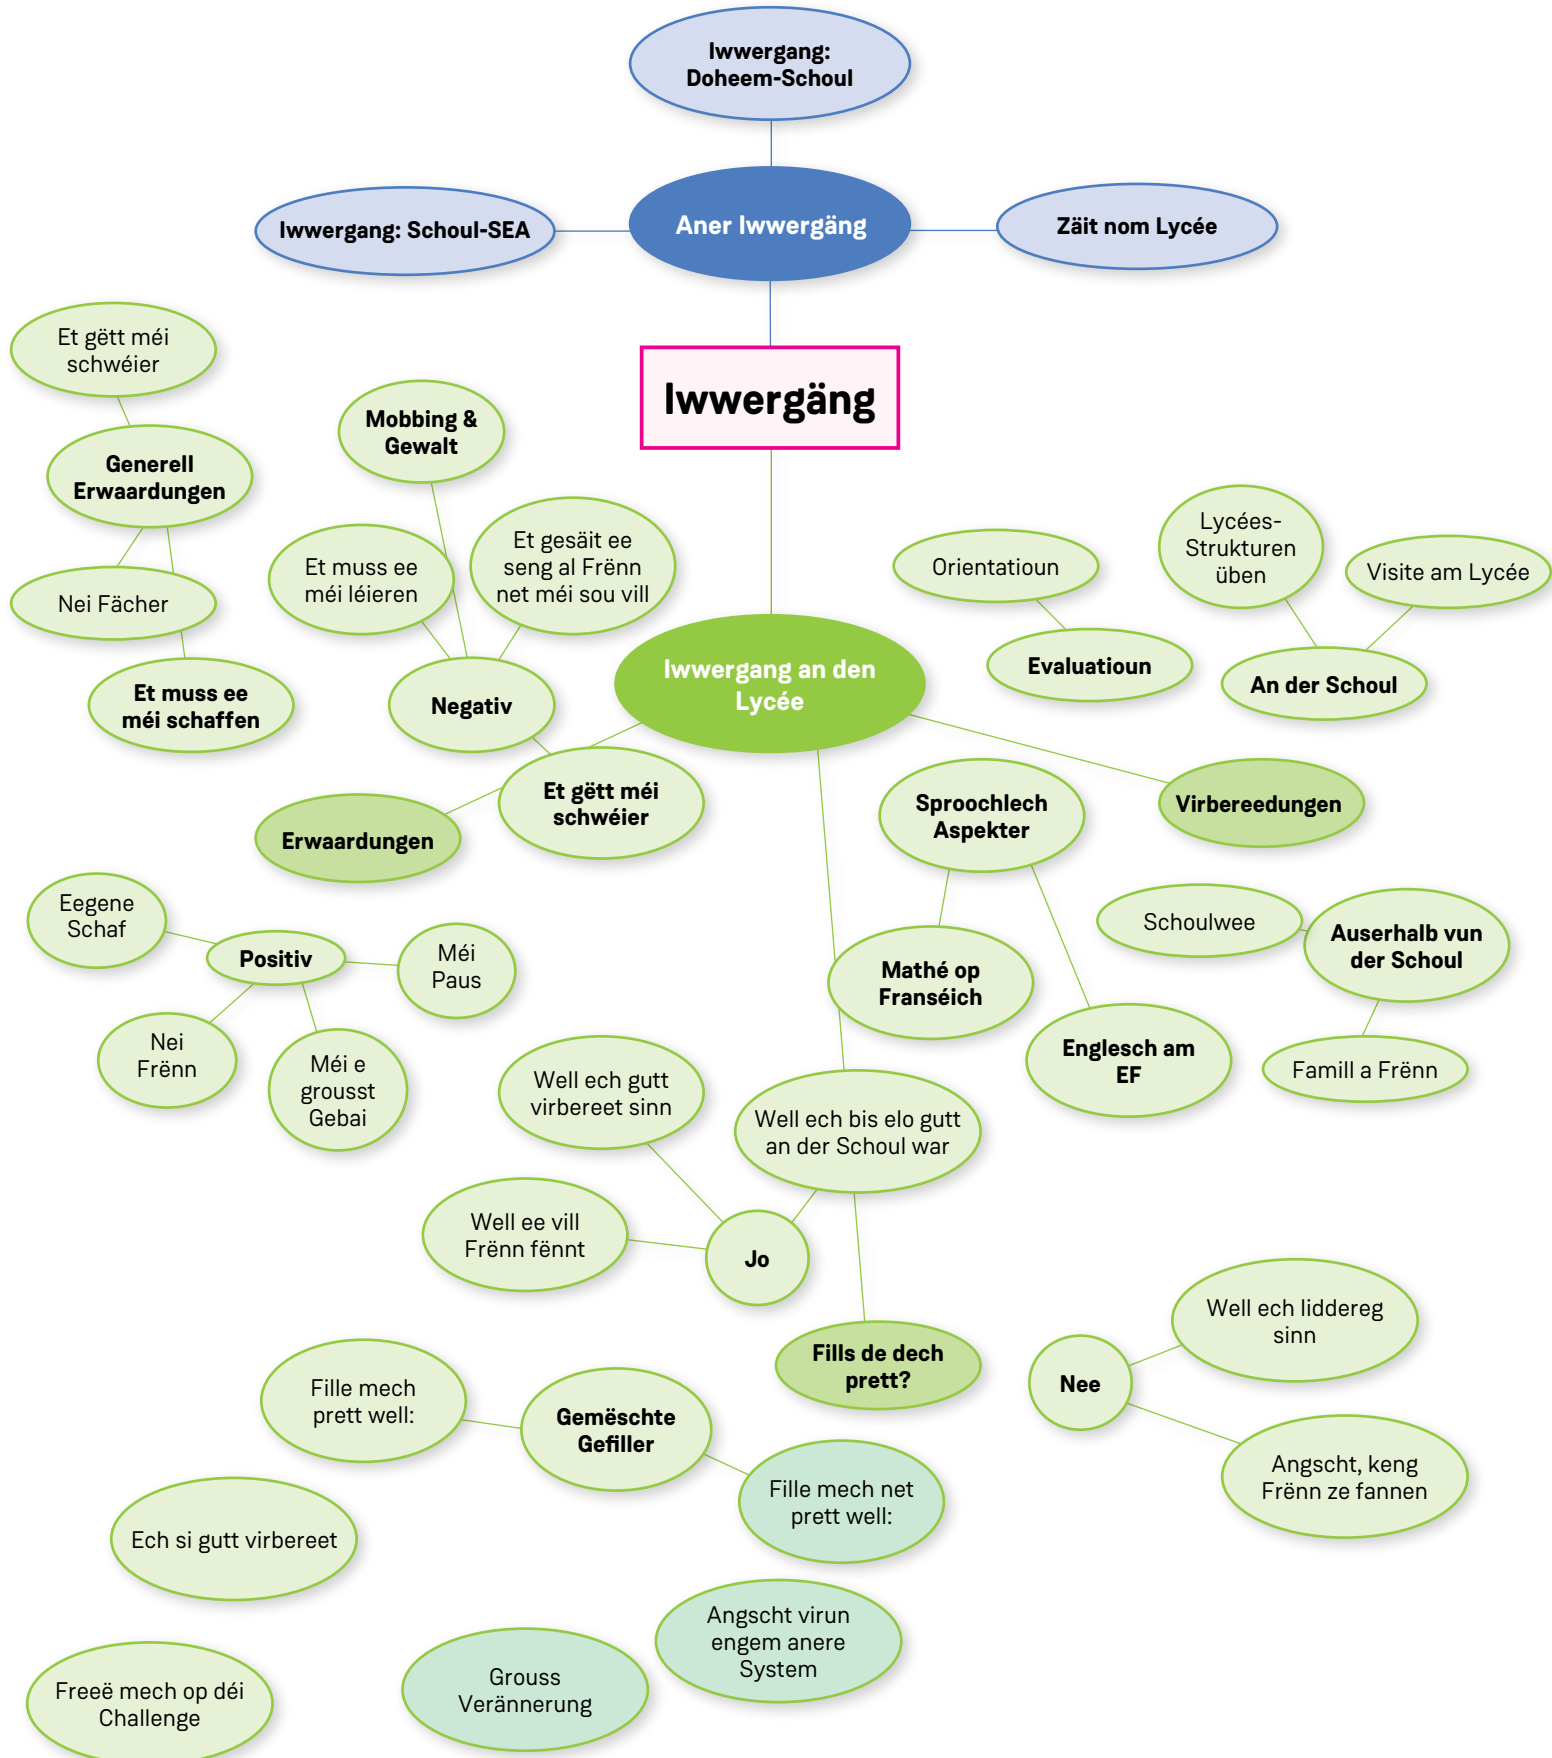 Iwwergang:
Doheem-Schoul
Iwwergang: Schoul-SEA
Aner Iwwergäng
Zäit nom Lycée
Iwwergäng
Et gëtt méi
schwéier
Generell
Erwaardungen
Nei Fächer
Et muss ee
méi schaffen
Mobbing &
Gewalt
Et muss ee
méi léieren
Et gesäit ee
seng al Frënn
net méi sou vill
Negativ
Et gëtt méi
schwéier
Iwwergang an den
Lycée
Orientatioun
Evaluatioun
Lycées-
Strukturen
üben
Visite am Lycée
An der Schoul
Erwaardungen
Sproochlech
Aspekter
Virbereedungen
Mathé op
Franséich
Englesch am
EF
Schoulwee
Auserhalb vun
der Schoul
Famill a Frënn
Eegene
Schaf
Positiv
Méi
Paus
Nei
Frënn
Méi e
grousst
Gebai
Well ech gutt
virbereet sinn
Well ech bis elo gutt
an der Schoul war
Well ee vill
Frënn fënnt
Jo
Fills de dech
prett?
Well ech liddereg
sinn
Nee
Angscht, keng
Frënn ze fannen
Fille mech
prett well:
Gemëschte
Gefiller
Fille mech net
prett well:
Ech si gutt virbereet
Angscht virun
engem anere
System
Grouss
Verännerung
Freeë mech op déi
Challenge